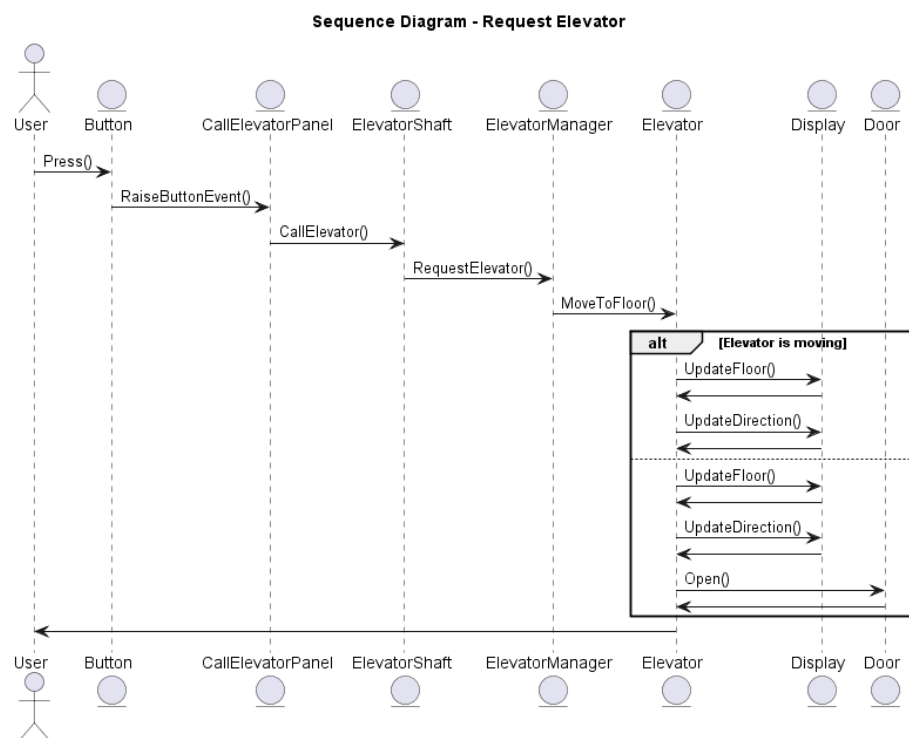 Sequence Diagram - Request Elevator
User Button CallElevatorPanel ElevatorShaft ElevatorManager Elevator Display Door
Press()
RaiseButtonEvent()
CallElevator()
RequestElevator()
MoveToFloor()
alt [Elevator is moving]
UpdateFloor()
UpdateDirection()
UpdateFloor()
UpdateDirection()
Open()
User Button CallElevatorPanel ElevatorShaft ElevatorManager Elevator Display Door